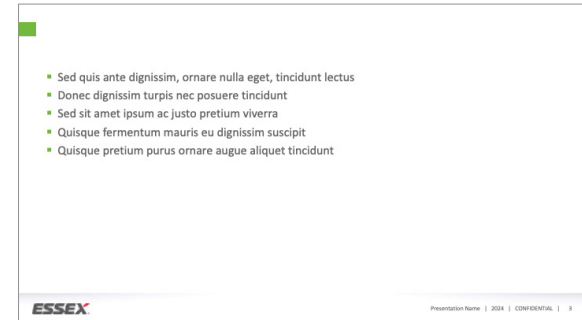 Sed quis ante dignissim, ornare nulla eget, tincidunt lectus
Donec dignissim turpis nec posuere tincidunt
Sed sit amet ipsum ac justo pretium viverra
Quisque fermentum mauris eu dignissim suscipit
Quisque pretium purus ornare augue aliquet tincidunt
ESSEX
Presentation Name | 2024 | CONFIDENTIAL | 3